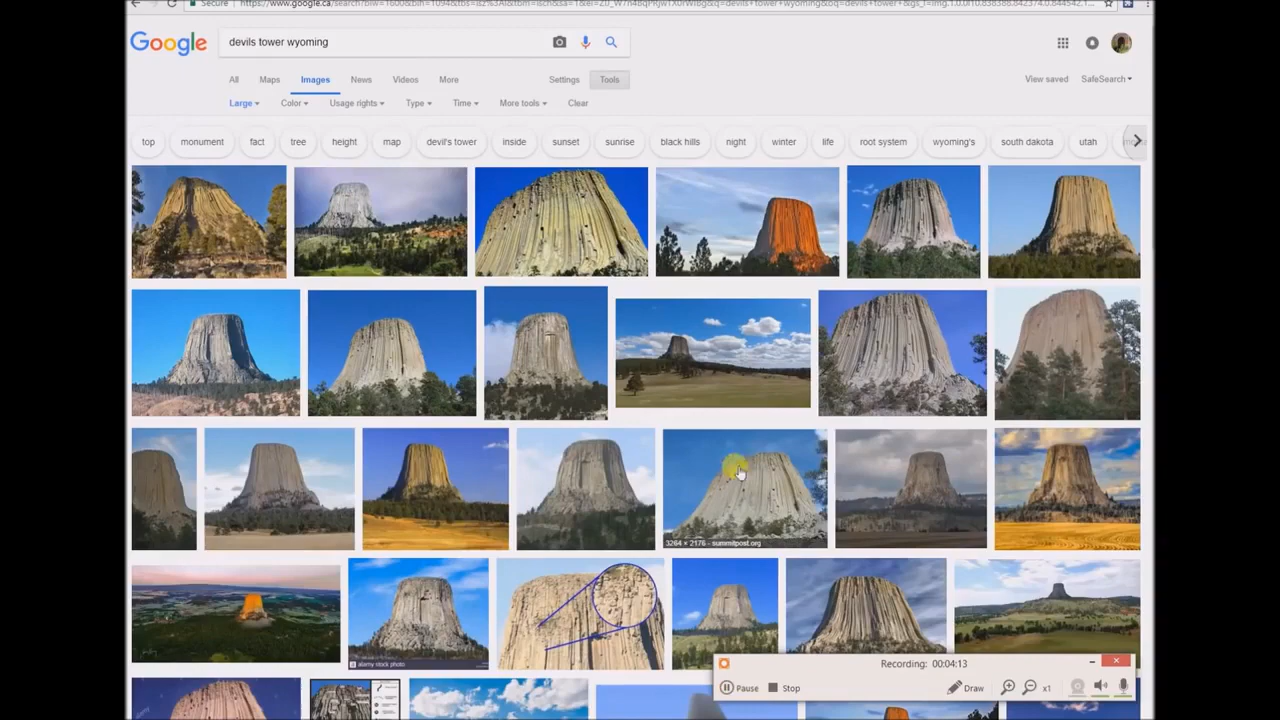 Secure
Google
devils tower wyoming
All Maps Images News Videos More Settings Tools View saved SafeSearch
Large Color Usage rights Type Time More tools Clear
top monument fact tree height map devil's tower inside sunset sunrise black hills night winter life root system wyoming's south dakota utah
3264 × 2176 - summitpost.org
alamy stock photo
Recording: 00:04:13
Pause Stop Draw x1